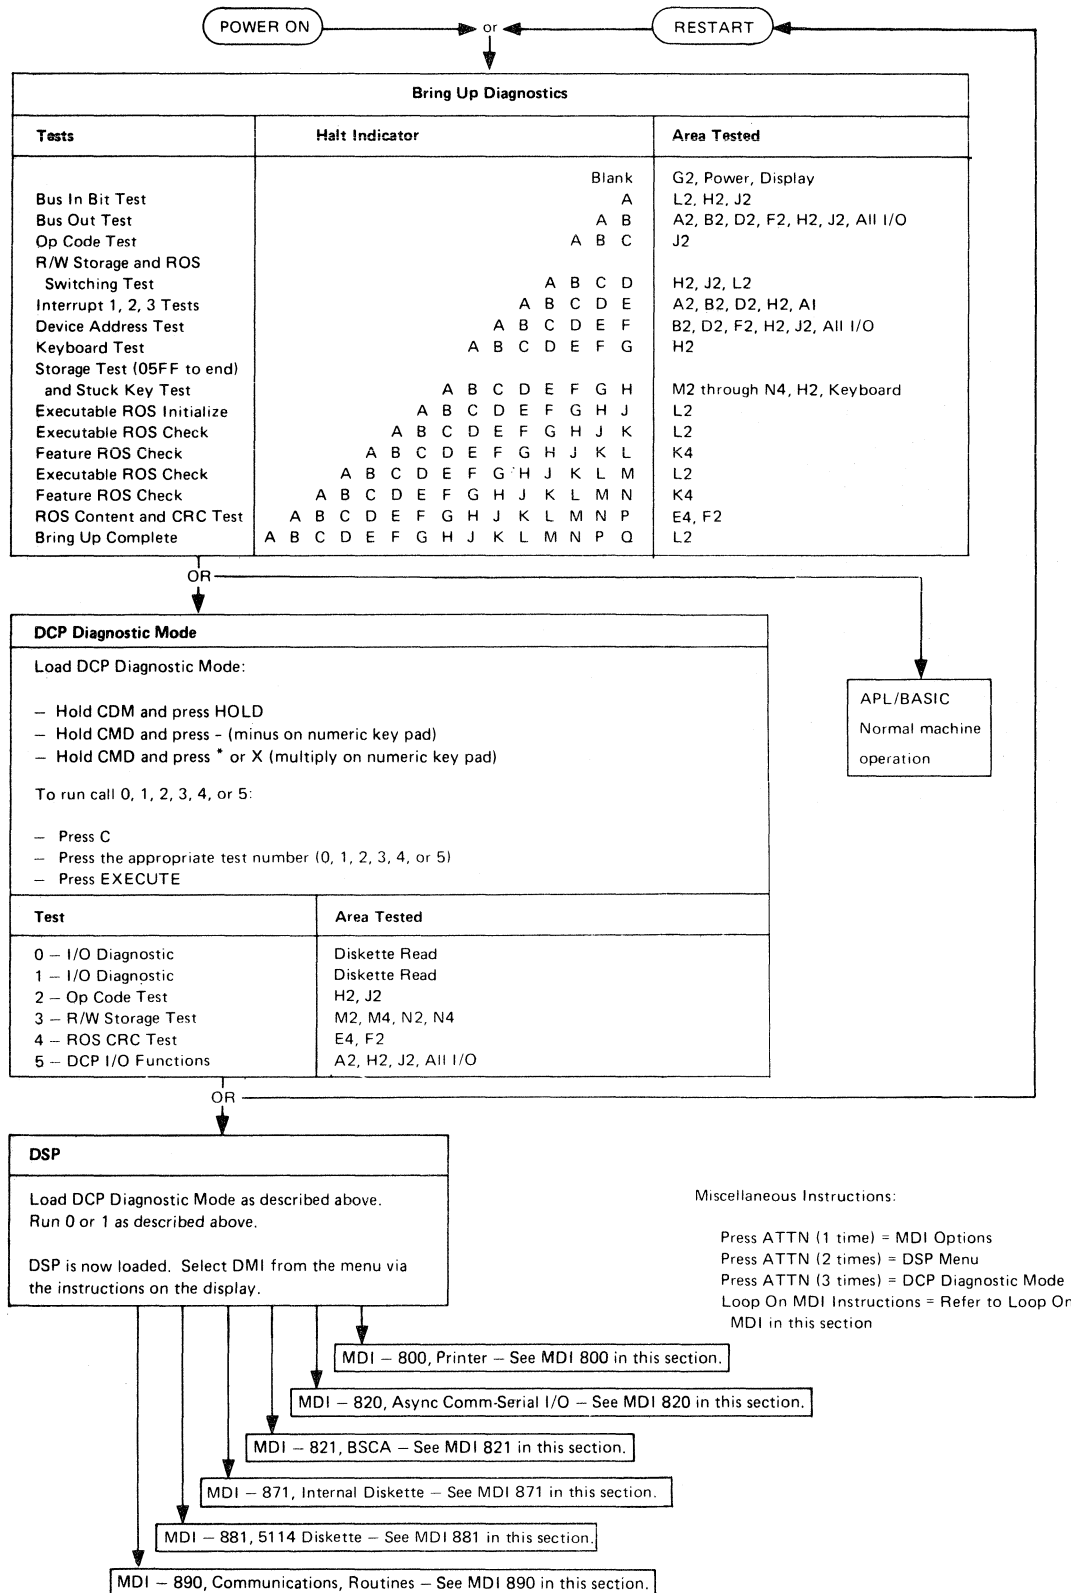 POWER ON or RESTART
Bring Up Diagnostics
Tests Halt Indicator Area Tested
Blank G2, Power, Display
Bus In Bit Test A L2, H2, J2
Bus Out Test A B A2, B2, D2, F2, H2, J2, All I/O
Op Code Test A B C J2
R/W Storage and ROS
Switching Test A B C D H2, J2, L2
Interrupt 1, 2, 3 Tests A B C D E A2, B2, D2, H2, AI
Device Address Test A B C D E F B2, D2, F2, H2, J2, All I/O
Keyboard Test A B C D E F G H2
Storage Test (05FF to end)
and Stuck Key Test A B C D E F G H M2 through N4, H2, Keyboard
Executable ROS Initialize A B C D E F G H J L2
Executable ROS Check A B C D E F G H J K L2
Feature ROS Check A B C D E F G H J K L K4
Executable ROS Check A B C D E F G H J K L M L2
Feature ROS Check A B C D E F G H J K L M N K4
ROS Content and CRC Test A B C D E F G H J K L M N P E4, F2
Bring Up Complete A B C D E F G H J K L M N P Q L2
OR
DCP Diagnostic Mode
Load DCP Diagnostic Mode:
– Hold CDM and press HOLD
– Hold CMD and press - (minus on numeric key pad)
– Hold CMD and press * or X (multiply on numeric key pad)
To run call 0, 1, 2, 3, 4, or 5:
– Press C
– Press the appropriate test number (0, 1, 2, 3, 4, or 5)
– Press EXECUTE
APL/BASIC
Normal machine
operation
Test Area Tested
0 – I/O Diagnostic Diskette Read
1 – I/O Diagnostic Diskette Read
2 – Op Code Test H2, J2
3 – R/W Storage Test M2, M4, N2, N4
4 – ROS CRC Test E4, F2
5 – DCP I/O Functions A2, H2, J2, All I/O
OR
DSP
Load DCP Diagnostic Mode as described above.
Run 0 or 1 as described above.
DSP is now loaded. Select DMI from the menu via
the instructions on the display.
Miscellaneous Instructions:
Press ATTN (1 time) = MDI Options
Press ATTN (2 times) = DSP Menu
Press ATTN (3 times) = DCP Diagnostic Mode
Loop On MDI Instructions = Refer to Loop On
MDI in this section
MDI – 800, Printer – See MDI 800 in this section.
MDI – 820, Async Comm-Serial I/O – See MDI 820 in this section.
MDI – 821, BSCA – See MDI 821 in this section.
MDI – 871, Internal Diskette – See MDI 871 in this section.
MDI – 881, 5114 Diskette – See MDI 881 in this section.
MDI – 890, Communications, Routines – See MDI 890 in this section.